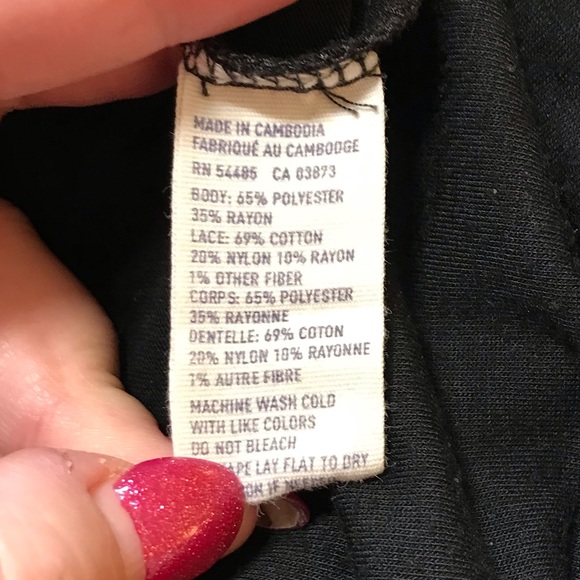 MADE IN CAMBODIA
FABRIQUÉ AU CAMBODGE
RN 54485 CA 03873
BODY: 65% POLYESTER
35% RAYON
LACE: 69% COTTON
20% NYLON 10% RAYON
1% OTHER FIBER
CORPS: 65% POLYESTER
35% RAYONNE
DENTELLE: 69% COTON
20% NYLON 10% RAYONNE
1% AUTRE FIBRE
MACHINE WASH COLD
WITH LIKE COLORS
DO NOT BLEACH
LAY FLAT TO DRY
IF